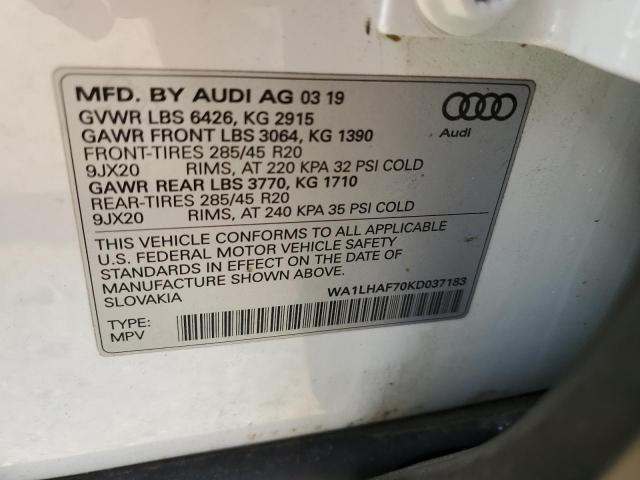 MFD. BY AUDI AG 03 19
GVWR LBS 6426, KG 2915
GAWR FRONT LBS 3064, KG 1390
FRONT-TIRES 285/45 R20
9JX20 RIMS, AT 220 KPA 32 PSI COLD
GAWR REAR LBS 3770, KG 1710
REAR-TIRES 285/45 R20
9JX20 RIMS, AT 240 KPA 35 PSI COLD
Audi
THIS VEHICLE CONFORMS TO ALL APPLICABLE
U.S. FEDERAL MOTOR VEHICLE SAFETY
STANDARDS IN EFFECT ON THE DATE OF
MANUFACTURE SHOWN ABOVE.
SLOVAKIA
WA1LHAF70KD037183
TYPE:
MPV